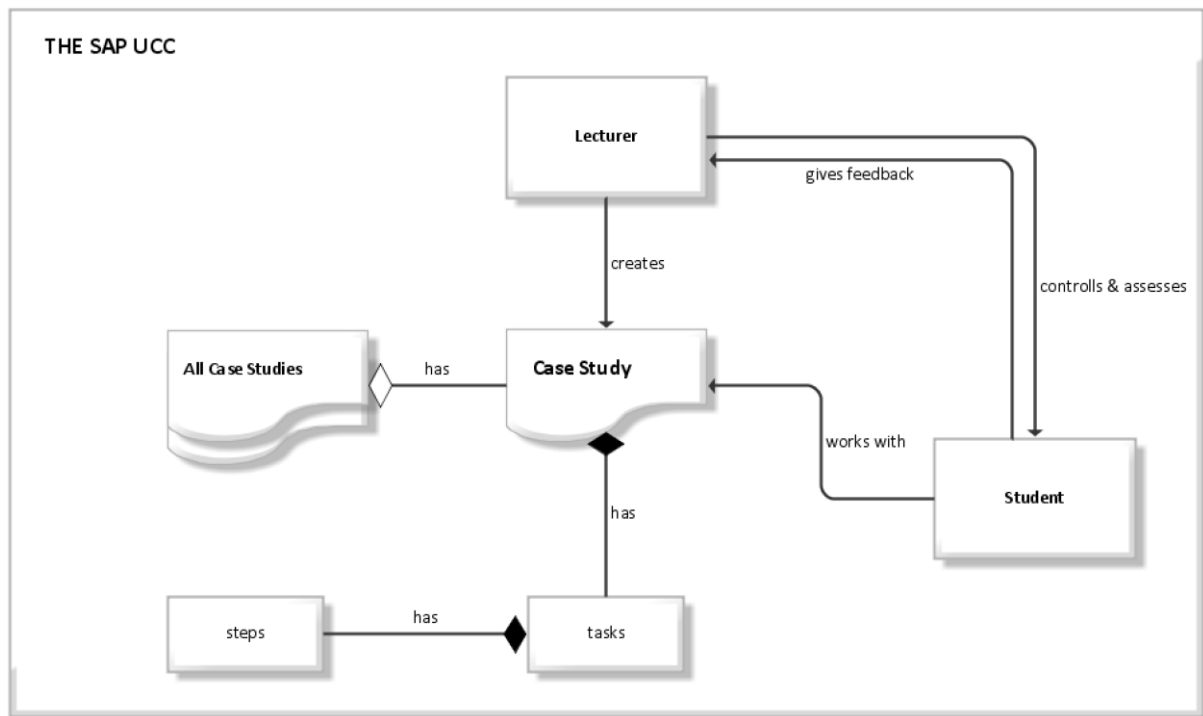 THE SAP UCC
Lecturer
gives feedback
creates
controlls & assesses
All Case Studies
has
Case Study
works with
Student
has
steps
has
tasks